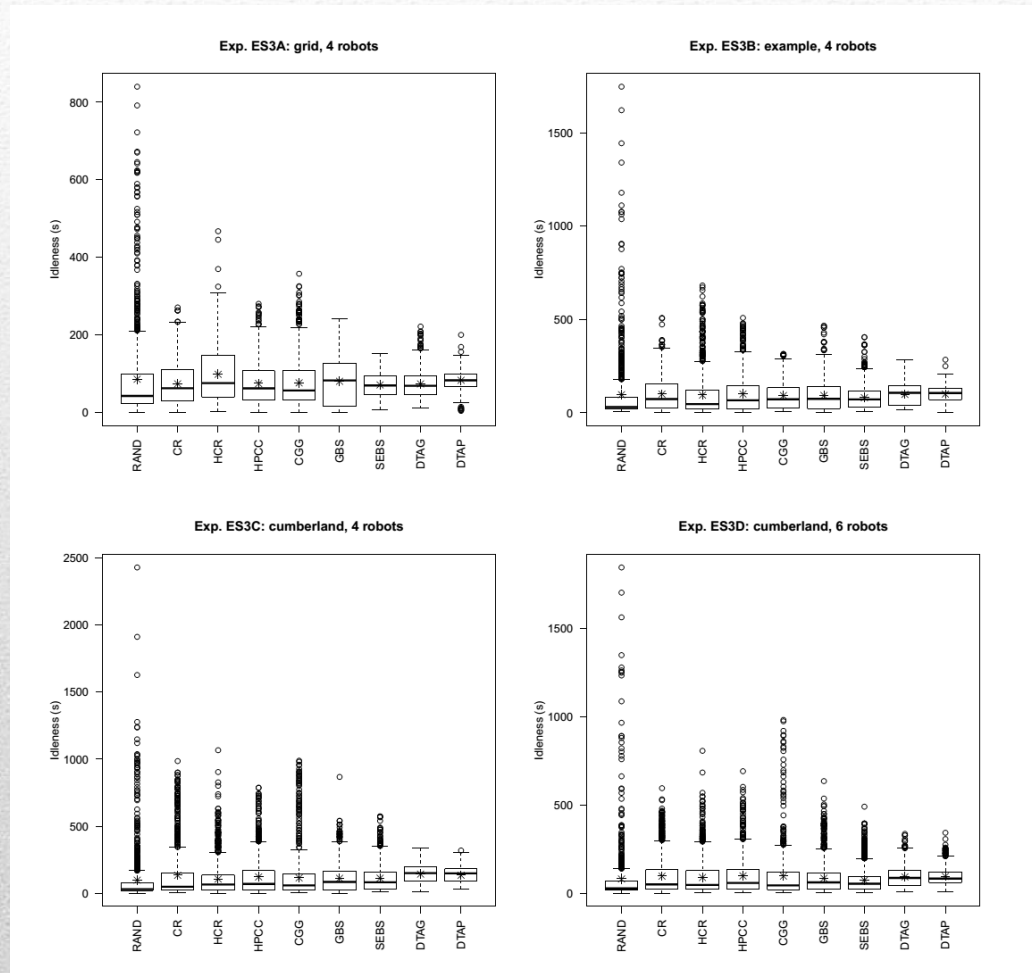 Exp. ES3A: grid, 4 robots
Idleness (s)
800
600
400
200
0
RAND
CR
HCR
HPCC
CGG
GBS
SEBS
DTAG
DTAP
Exp. ES3B: example, 4 robots
Idleness (s)
1500
1000
500
0
RAND
CR
HCR
HPCC
CGG
GBS
SEBS
DTAG
DTAP
Exp. ES3C: cumberland, 4 robots
Idleness (s)
2500
2000
1500
1000
500
0
RAND
CR
HCR
HPCC
CGG
GBS
SEBS
DTAG
DTAP
Exp. ES3D: cumberland, 6 robots
Idleness (s)
1500
1000
500
0
RAND
CR
HCR
HPCC
CGG
GBS
SEBS
DTAG
DTAP